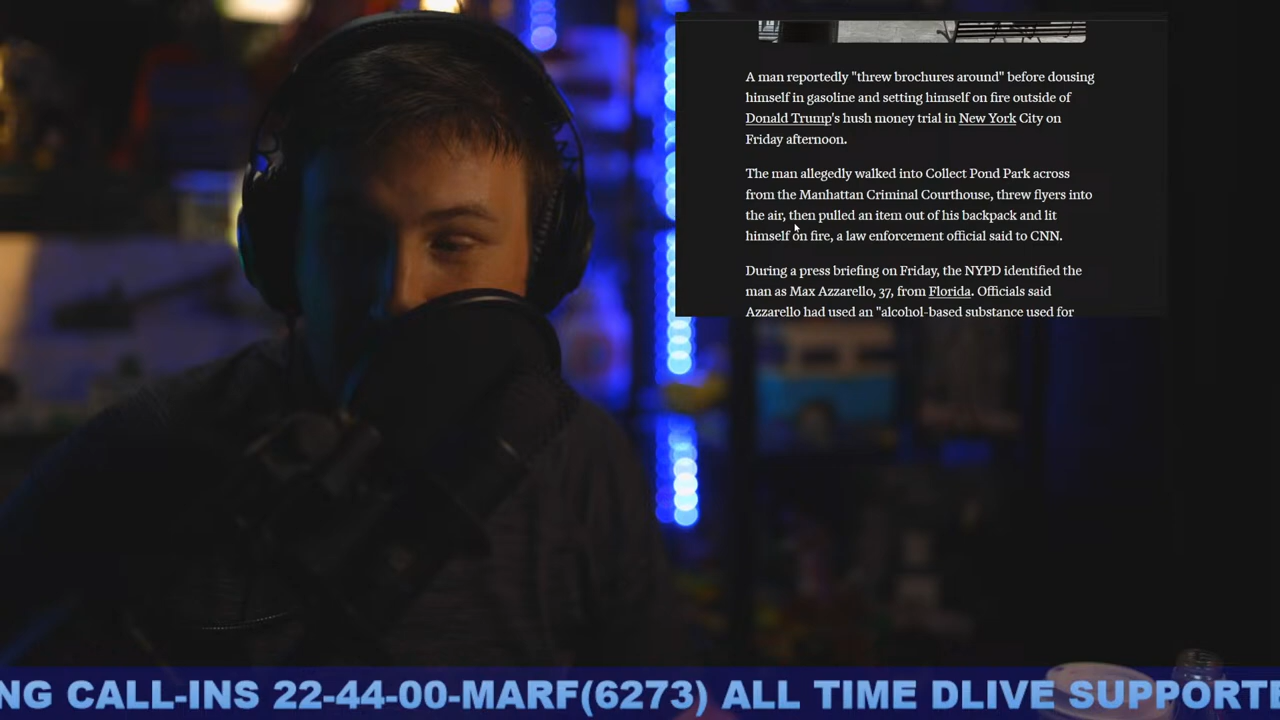 A man reportedly "threw brochures around" before dousing
himself in gasoline and setting himself on fire outside of
Donald Trump's hush money trial in New York City on
Friday afternoon.
The man allegedly walked into Collect Pond Park across
from the Manhattan Criminal Courthouse, threw flyers into
the air, then pulled an item out of his backpack and lit
himself on fire, a law enforcement official said to CNN.
During a press briefing on Friday, the NYPD identified the
man as Max Azzarello, 37, from Florida. Officials said
Azzarello had used an "alcohol-based substance used for
NG CALL-INS 22-44-00-MARF(6273) ALL TIME DLIVE SUPPORTE